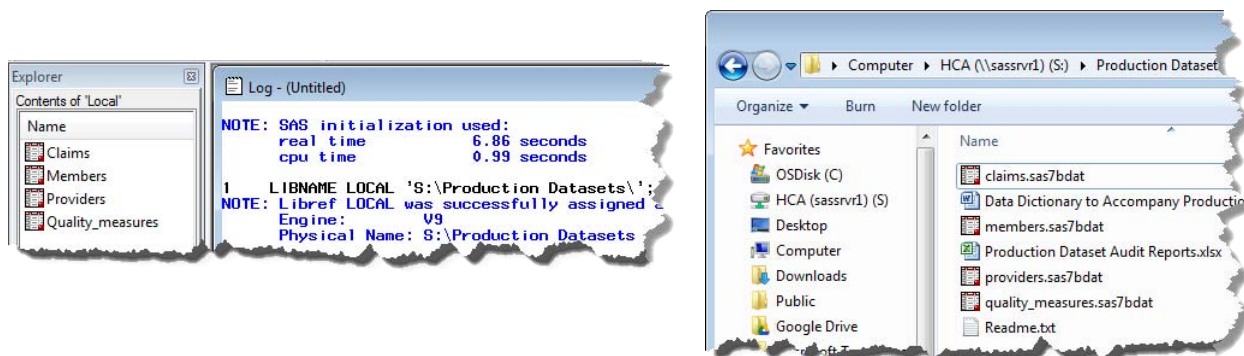 Explorer
Contents of 'Local'
Name
Claims
Members
Providers
Quality_measures
Log - (Untitled)
NOTE: SAS initialization used:
real time 6.86 seconds
cpu time 0.99 seconds
1 LIBNAME LOCAL 'S:\Production Datasets\';
NOTE: Libref LOCAL was successfully assigned
Engine: V9
Physical Name: S:\Production Datasets
Computer HCA (\\sassrvr1) (S:) Production Dataset
Organize Burn New folder
Favorites
OSDisk (C)
HCA (sassrvr1) (S)
Desktop
Computer
Downloads
Public
Google Drive
Name
claims.sas7bdat
Data Dictionary to Accompany Productio
members.sas7bdat
Production Dataset Audit Reports.xlsx
providers.sas7bdat
quality_measures.sas7bdat
Readme.txt